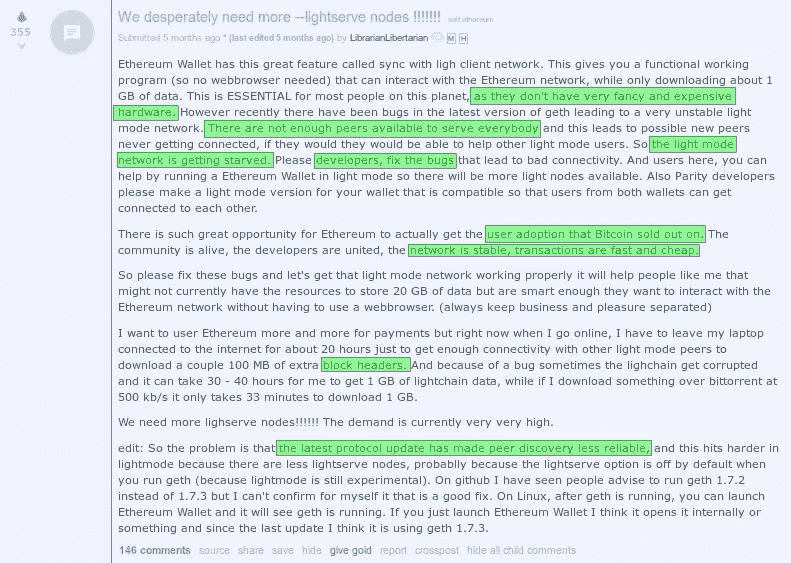 We desperately need more --lightserve nodes !!!!!!! self.ethereum
355
Submitted 5 months ago * (last edited 5 months ago) by LibrarianLibertarian M H
Ethereum Wallet has this great feature called sync with ligh client network. This gives you a functional working
program (so no webbrowser needed) that can interact with the Ethereum network, while only downloading about 1
GB of data. This is ESSENTIAL for most people on this planet, as they don't have very fancy and expensive
hardware. However recently there have been bugs in the latest version of geth leading to a very unstable light
mode network. There are not enough peers available to serve everybody and this leads to possible new peers
never getting connected, if they would they would be able to help other light mode users. So the light mode
network is getting starved. Please developers, fix the bugs that lead to bad connectivity. And users here, you can
help by running a Ethereum Wallet in light mode so there will be more light nodes available. Also Parity developers
please make a light mode version for your wallet that is compatible so that users from both wallets can get
connected to each other.
There is such great opportunity for Ethereum to actually get the user adoption that Bitcoin sold out on. The
community is alive, the developers are united, the network is stable, transactions are fast and cheap.
So please fix these bugs and let's get that light mode network working properly it will help people like me that
might not currently have the resources to store 20 GB of data but are smart enough they want to interact with the
Ethereum network without having to use a webbrowser. (always keep business and pleasure separated)
I want to user Ethereum more and more for payments but right now when I go online, I have to leave my laptop
connected to the internet for about 20 hours just to get enough connectivity with other light mode peers to
download a couple 100 MB of extra block headers. And because of a bug sometimes the lighchain get corrupted
and it can take 30 - 40 hours for me to get 1 GB of lightchain data, while if I download something over bittorrent at
500 kb/s it only takes 33 minutes to download 1 GB.
We need more lighserve nodes!!!!!! The demand is currently very very high.
edit: So the problem is that the latest protocol update has made peer discovery less reliable, and this hits harder in
lightmode because there are less lightserve nodes, probablly because the lightserve option is off by default when
you run geth (because lightmode is still experimental). On github I have seen people advise to run geth 1.7.2
instead of 1.7.3 but I can't confirm for myself it that is a good fix. On Linux, after geth is running, you can launch
Ethereum Wallet and it will see geth is running. If you just launch Ethereum Wallet I think it opens it internally or
something and since the last update I think it is using geth 1.7.3.
146 comments source share save hide give gold report crosspost hide all child comments